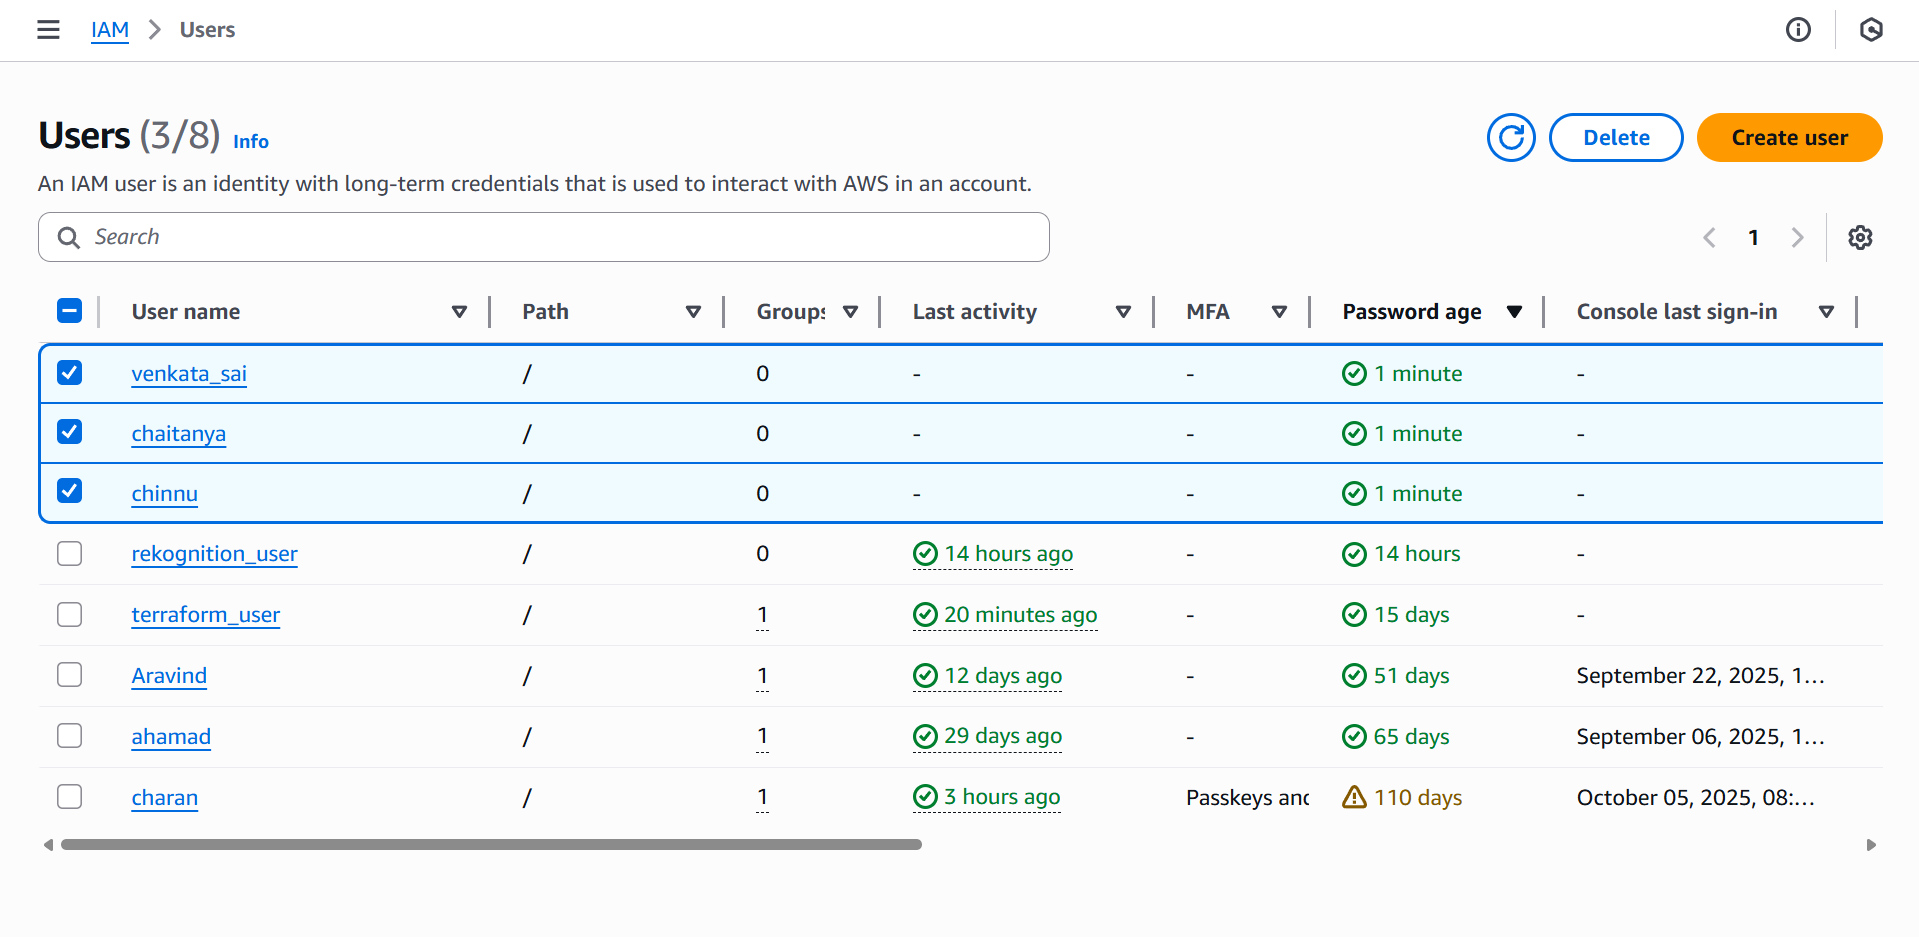 IAM > Users
Users (3/8) Info
Delete
Create user
An IAM user is an identity with long-term credentials that is used to interact with AWS in an account.
Search
1
User name Path Groups Last activity MFA Password age Console last sign-in
venkata_sai / 0 - - 1 minute -
chaitanya / 0 - - 1 minute -
chinnu / 0 - - 1 minute -
rekognition_user / 0 14 hours ago - 14 hours -
terraform_user / 1 20 minutes ago - 15 days -
Aravind / 1 12 days ago - 51 days September 22, 2025, 1...
ahamad / 1 29 days ago - 65 days September 06, 2025, 1...
charan / 1 3 hours ago Passkeys and 110 days October 05, 2025, 08:...